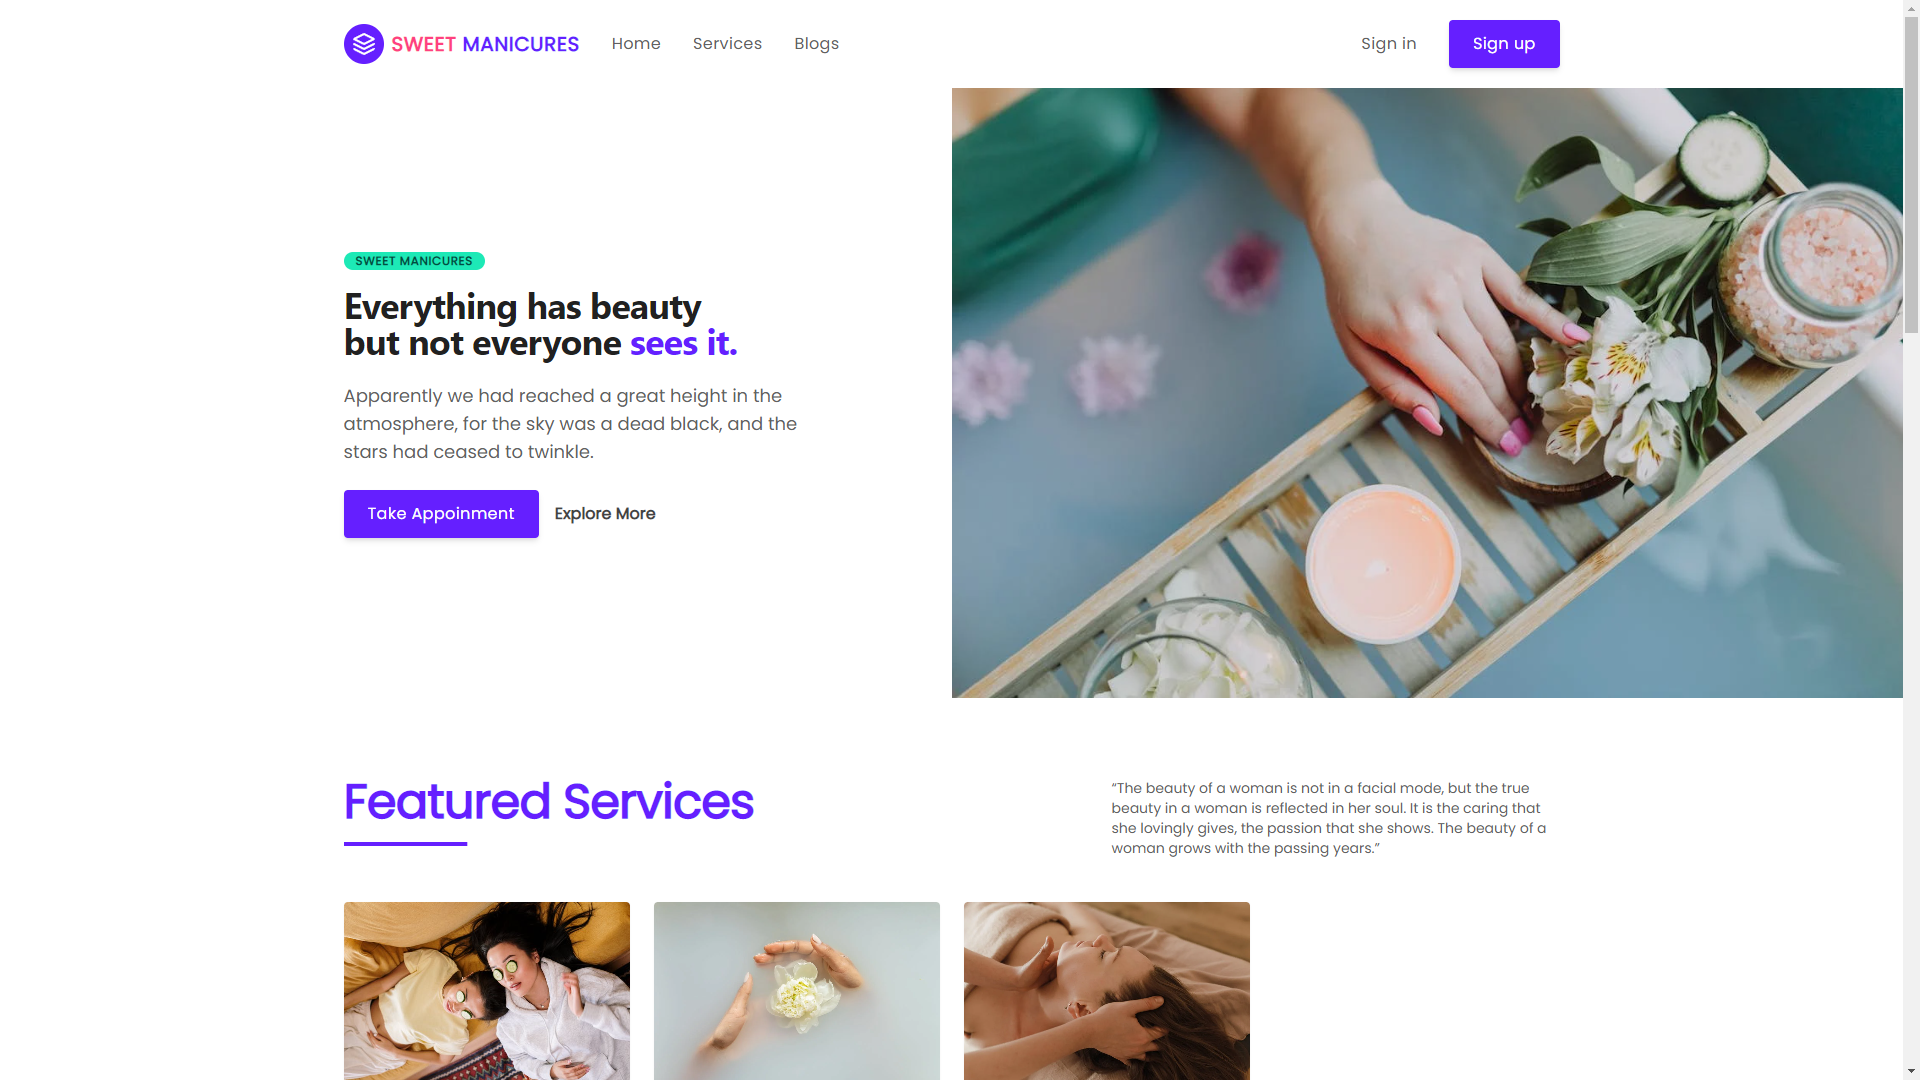 SWEET MANICURES
Home
Services
Blogs
Sign in
Sign up
SWEET MANICURES
Everything has beauty
but not everyone sees it.
Apparently we had reached a great height in the
atmosphere, for the sky was a dead black, and the
stars had ceased to twinkle.
Take Appoinment
Explore More
Featured Services
“The beauty of a woman is not in a facial mode, but the true
beauty in a woman is reflected in her soul. It is the caring that
she lovingly gives, the passion that she shows. The beauty of a
woman grows with the passing years.”